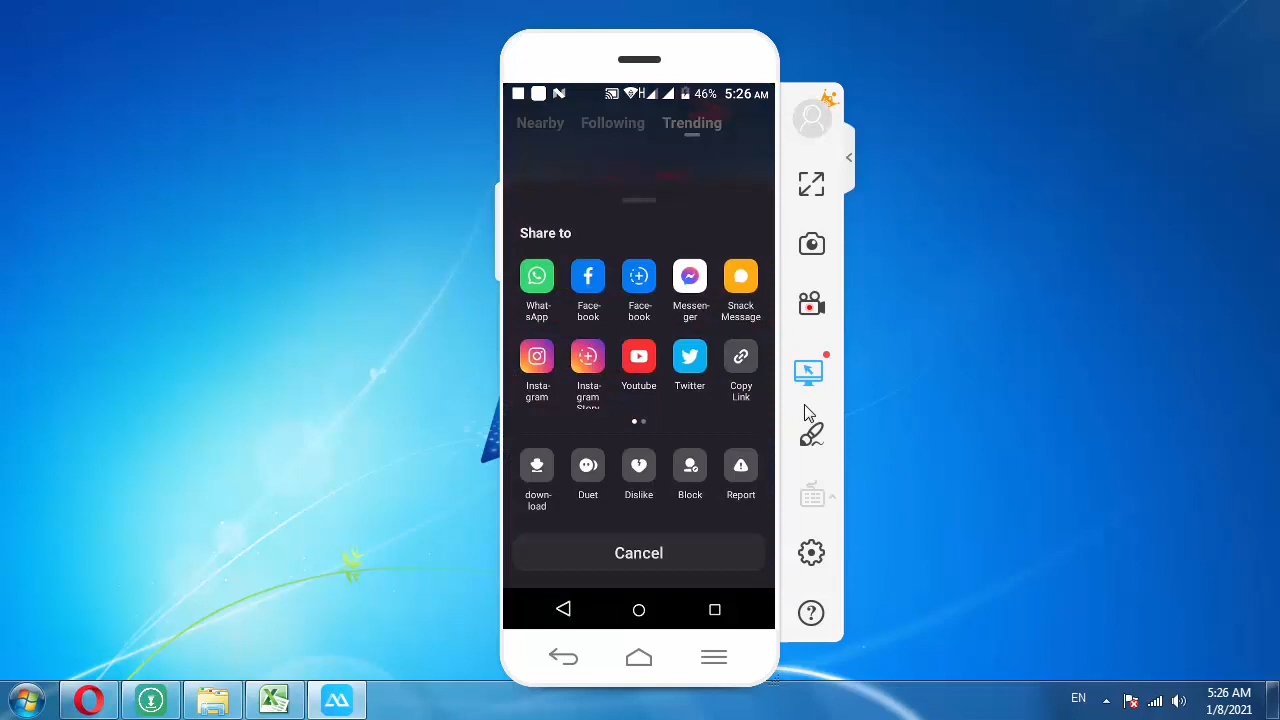 46% 5:26 AM
Nearby Following Trending
Share to
What-
sApp
Face-
book
Face-
book
Messen-
ger
Snack
Message
Insta-
gram
Insta-
gram
Story
Youtube
Twitter
Copy
Link
down
load
Duet
Dislike
Block
Report
Cancel
EN
5:26 AM
1/8/2021